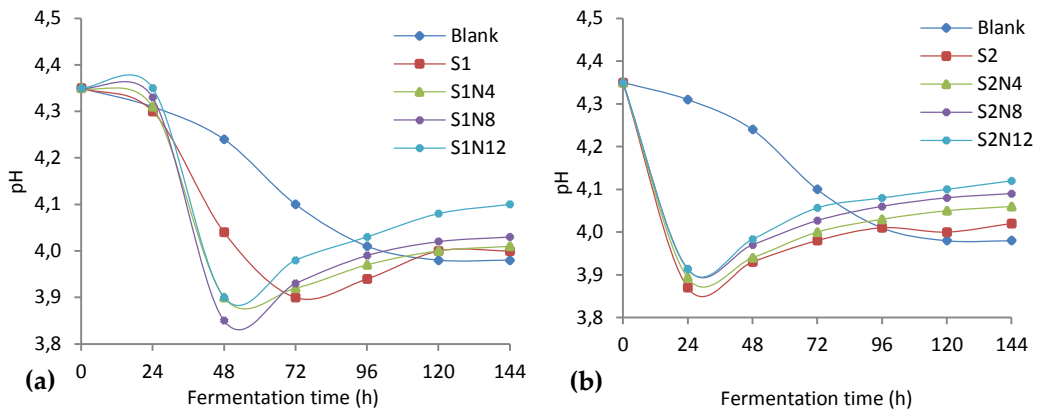 4,5
4,4
4,3
4,2
4,1
4,0
3,9
3,8
pH
0 24 48 72 96 120 144
Fermentation time (h)
Blank
S1
S1N4
S1N8
S1N12
(a)
4,5
4,4
4,3
4,2
4,1
4,0
3,9
3,8
pH
0 24 48 72 96 120 144
Fermentation time (h)
Blank
S2
S2N4
S2N8
S2N12
(b)